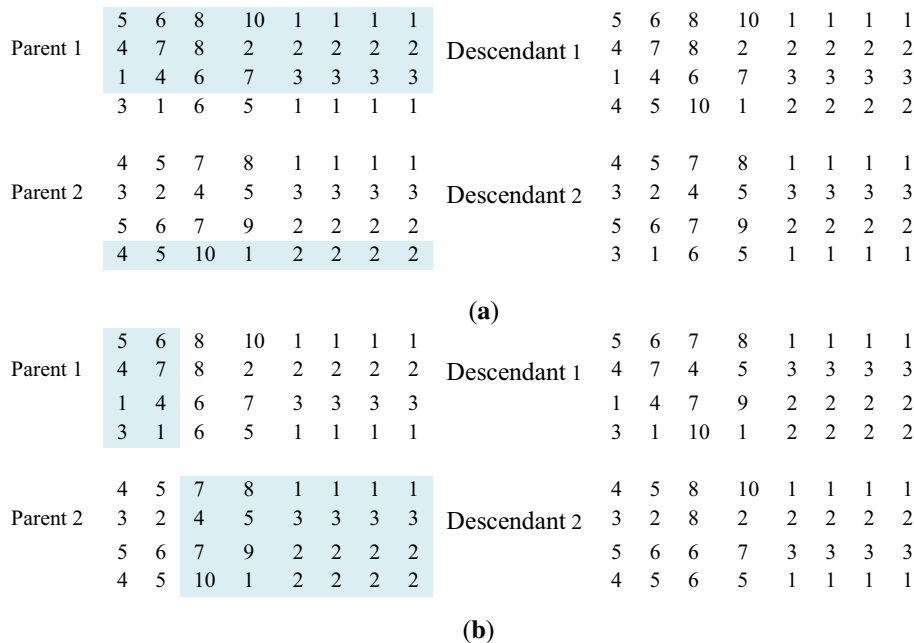 5 6 8 10 1 1 1 1 5 6 8 10 1 1 1 1
Parent 1 4 7 8 2 2 2 2 2 Descendant 1 4 7 8 2 2 2 2 2
1 4 6 7 3 3 3 3 1 4 6 7 3 3 3 3
3 1 6 5 1 1 1 1 4 5 10 1 2 2 2 2
4 5 7 8 1 1 1 1 4 5 7 8 1 1 1 1
Parent 2 3 2 4 5 3 3 3 3 Descendant 2 3 2 4 5 3 3 3 3
5 6 7 9 2 2 2 2 5 6 7 9 2 2 2 2
4 5 10 1 2 2 2 2 3 1 6 5 1 1 1 1
(a)
5 6 8 10 1 1 1 1 5 6 7 8 1 1 1 1
Parent 1 4 7 8 2 2 2 2 2 Descendant 1 4 7 4 5 3 3 3 3
1 4 6 7 3 3 3 3 1 4 7 9 2 2 2 2
3 1 6 5 1 1 1 1 3 1 10 1 2 2 2 2
4 5 7 8 1 1 1 1 4 5 8 10 1 1 1 1
Parent 2 3 2 4 5 3 3 3 3 Descendant 2 3 2 8 2 2 2 2 2
5 6 7 9 2 2 2 2 5 6 6 7 3 3 3 3
4 5 10 1 2 2 2 2 4 5 6 5 1 1 1 1
(b)